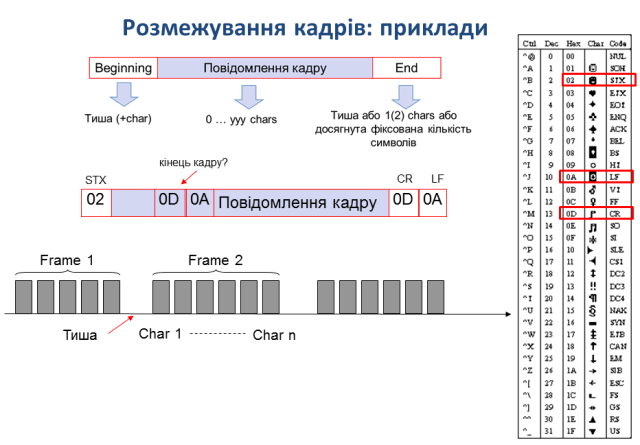 Розмежування кадрів: приклади
Beginning Повідомлення кадру End
Тиша (+char)
0 … yyy chars
Тиша або 1(2) chars або
досягнута фіксована кількість
символів
кінець кадру?
STX CR LF
02 0D 0A Повідомлення кадру 0D 0A
Frame 1 Frame 2
Тиша Char 1 Char n
Ctrl Dec Hex Char Code
^@ 0 00 NUL
^A 1 01 ☺ SOH
^B 2 02 ☻ STX
^C 3 03 ♥ ETX
^D 4 04 ♦ EOT
^E 5 05 ♣ ENQ
^F 6 06 ♠ ACK
^G 7 07 • BEL
^H 8 08 ◘ BS
^I 9 09 ○ HT
^J 10 0A ◙ LF
^K 11 0B ♂ VT
^L 12 0C ♀ FF
^M 13 0D ♪ CR
^N 14 0E ♫ SO
^O 15 0F ☼ SI
^P 16 10 ► SLE
^Q 17 11 ◄ CS1
^R 18 12 ↕ DC2
^S 19 13 ‼ DC3
^T 20 14 ¶ DC4
^U 21 15 § NAK
^V 22 16 ▬ SYN
^W 23 17 ↨ ETB
^X 24 18 ↑ CAN
^Y 25 19 ↓ EM
^Z 26 1A → SIB
^[ 27 1B ← ESC
^\ 28 1C ∟ FS
^] 29 1D ↔ GS
^^ 30 1E ▲ RS
^_ 31 1F ▼ US